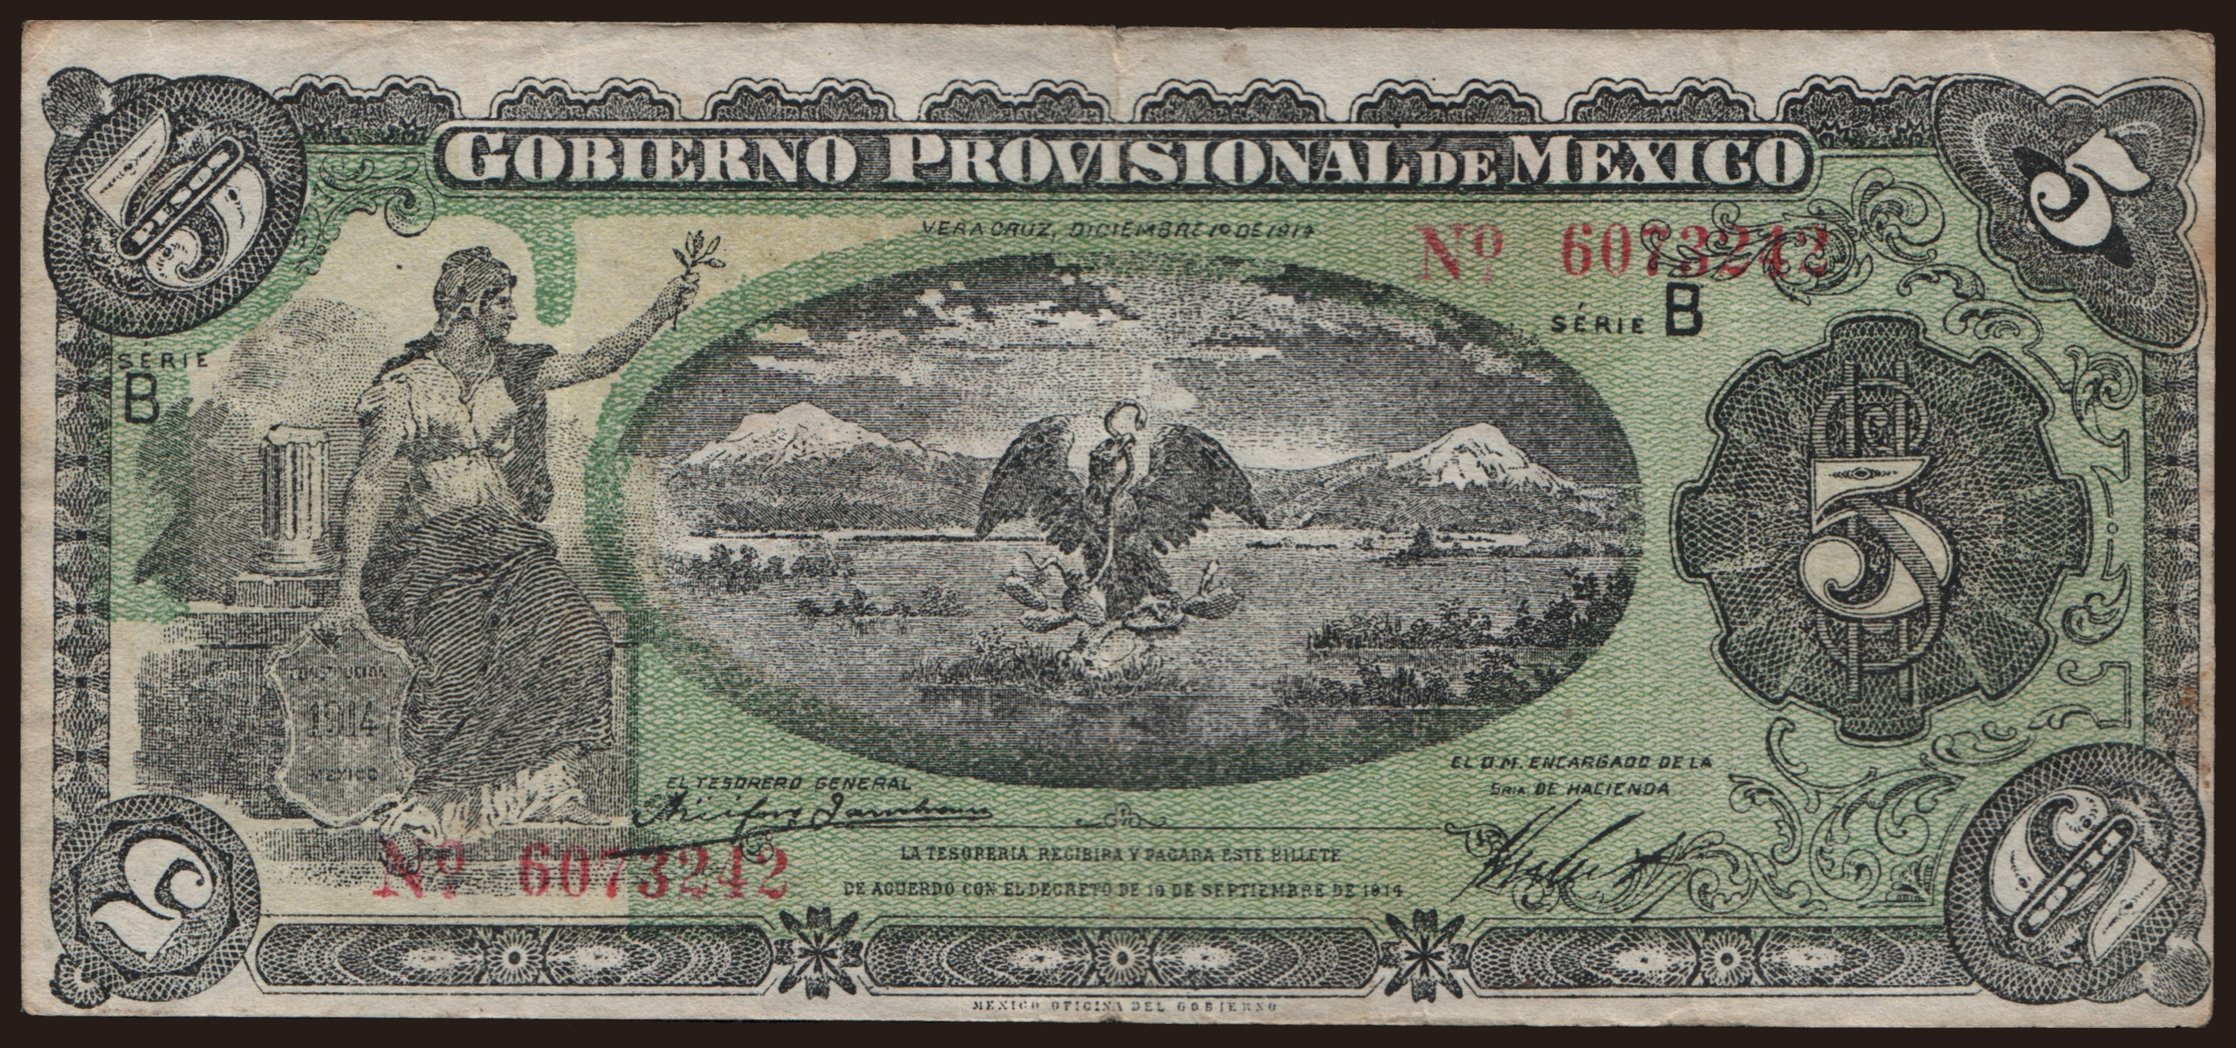 5
GOBIERNO PROVISIONAL DE MEXICO
5
VERA CRUZ, DICIEMBRE 1º DE 1914
Nº 6073242
SÉRIE B
SÉRIE
B
5
1914
MEXICO
EL TESORERO GENERAL
EL O.M. ENCARGADO DE LA
SRIA DE HACIENDA
Nº 6073242
LA TESORERIA RECIBIRA Y PAGARA ESTE BILLETE
DE ACUERDO CON EL DECRETO DE 19 DE SEPTIEMBRE DE 1914
5
5
MEXICO OFICINA DEL GOBIERNO